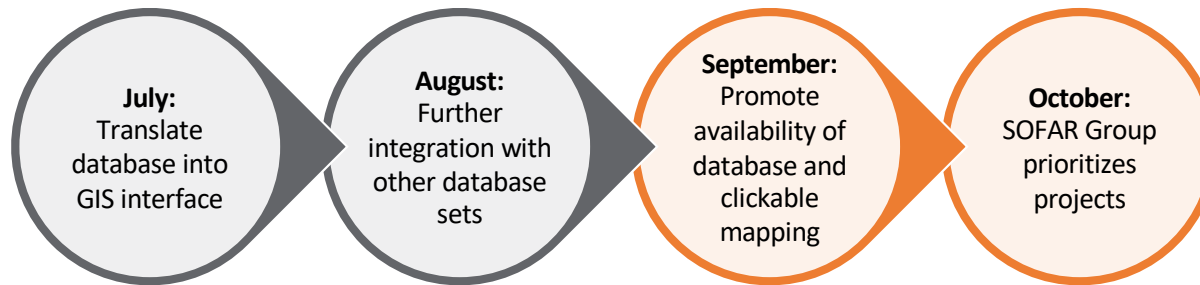 July:
Translate
database into
GIS interface
August:
Further
integration with
other database
sets
September:
Promote
availability of
database and
clickable
mapping
October:
SOFAR Group
prioritizes
projects